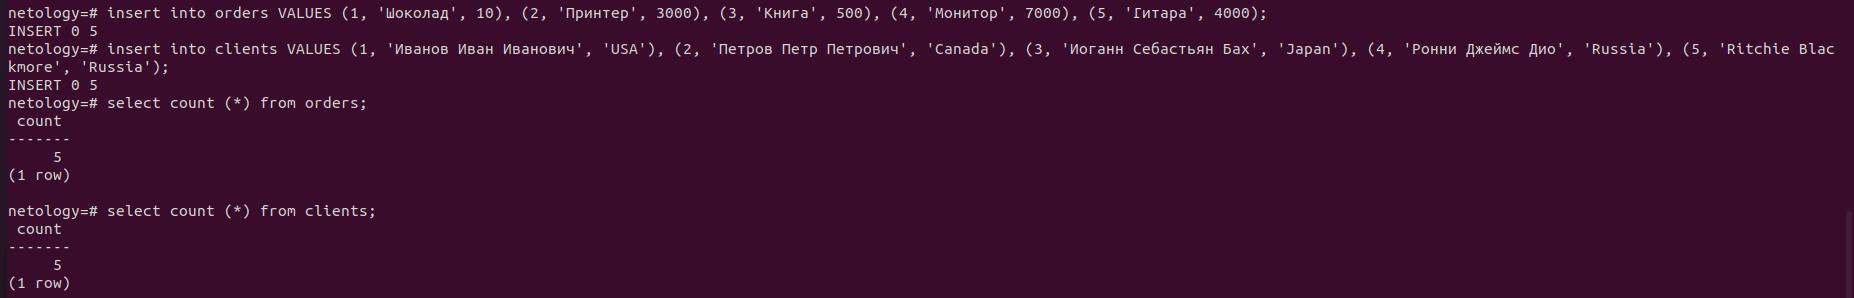 netology=# insert into orders VALUES (1, 'Шоколад', 10), (2, 'Принтер', 3000), (3, 'Книга', 500), (4, 'Монитор', 7000), (5, 'Гитара', 4000);
INSERT 0 5
netology=# insert into clients VALUES (1, 'Иванов Иван Иванович', 'USA'), (2, 'Петров Петр Петрович', 'Canada'), (3, 'Иоганн Себастьян Бах', 'Japan'), (4, 'Ронни Джеймс Дио', 'Russia'), (5, 'Ritchie Blac
kmore', 'Russia');
INSERT 0 5
netology=# select count (*) from orders;
 count
-------
     5
(1 row)

netology=# select count (*) from clients;
 count
-------
     5
(1 row)